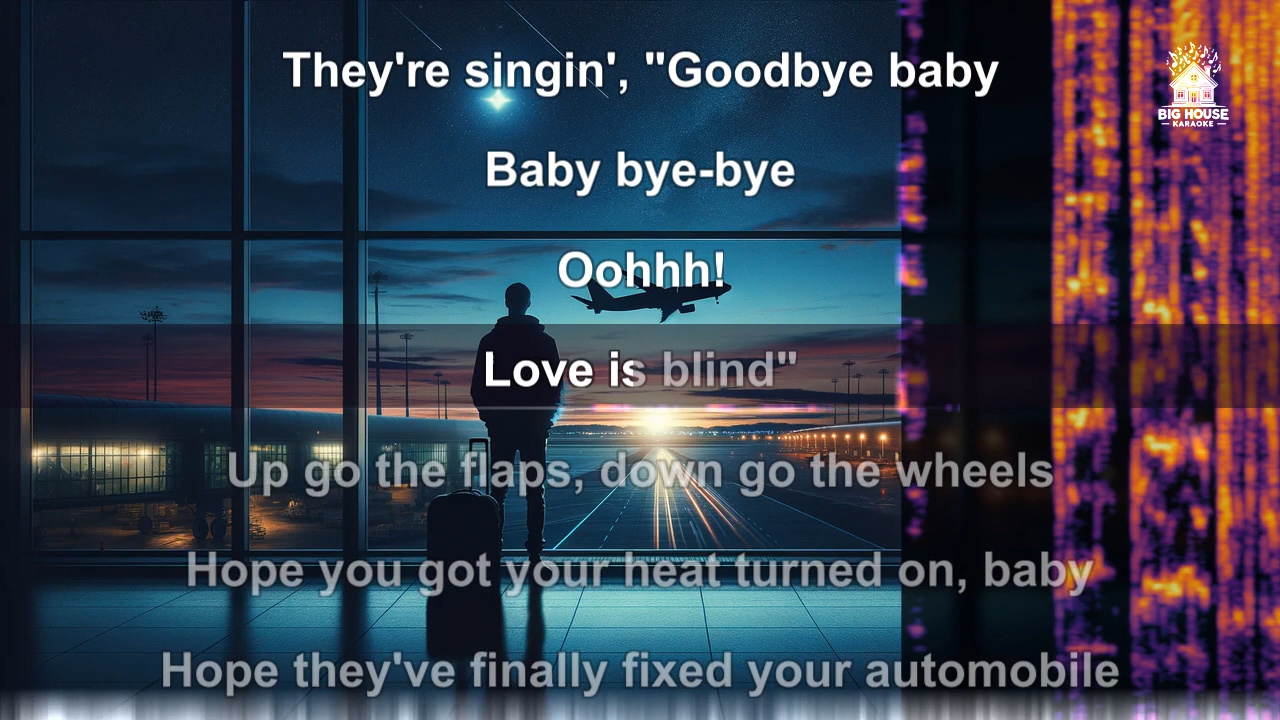 They're singin', "Goodbye baby
BIG HOUSE
KARAOKE
Baby bye-bye
Oohhh!
Love is blind"
Up go the flaps, down go the wheels
Hope you got your heat turned on, baby
Hope they've finally fixed your automobile